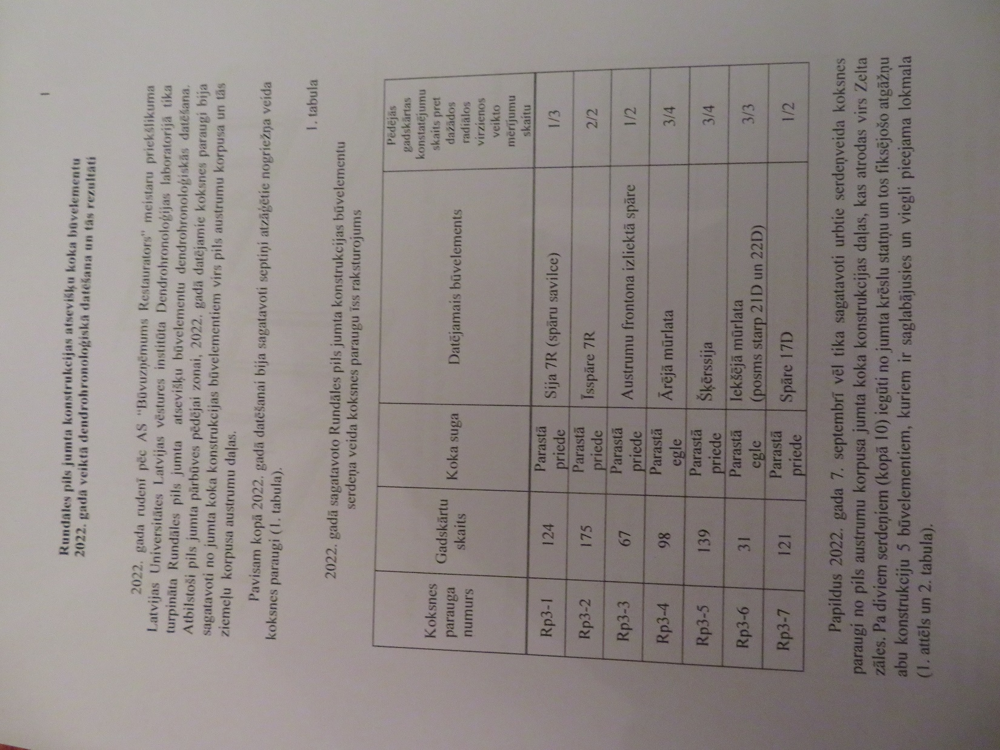 1
Rundāles pils jumta konstrukcijas atsevišķu koka būvelementu
2022. gadā veiktā dendrohronoloģiskā datēšana un tās rezultāti
2022. gada rudenī pēc AS "Būvuzņēmums Restaurators" meistaru priekšlikuma
Latvijas Universitātes Latvijas vēstures institūta Dendrohronoloģijas laboratorijā tika
turpināta Rundāles pils jumta atsevišķu būvelementu dendrohronoloģiskās datēšana.
Atbilstoši pils jumta pārbūves pēdējai zonai, 2022. gadā datējamie koksnes paraugi bija
sagatavoti no jumta koka konstrukcijas būvelementiem virs pils austrumu korpusa un tās
ziemeļu korpusa austrumu daļas.
Pavisam kopā 2022. gadā datēšanai bija sagatavoti septiņi atzāģētie nogriežņa veida
koksnes paraugi (1. tabula).
1. tabula
2022. gadā sagatavoto Rundāles pils jumta konstrukcijas būvelementu
serdeņa veida koksnes paraugu īss raksturojums
Koksnes parauga numurs | Gadskārtu skaits | Koka suga | Datējamais būvelements | Pēdējās gadskārtas konstatējumu skaits pret dažādos radiālos virzienos veikto mērījumu skaitu
Rp3-1 | 124 | Parastā priede | Sija 7R (spāru savilce) | 1/3
Rp3-2 | 175 | Parastā priede | Īsspāre 7R | 2/2
Rp3-3 | 67 | Parastā priede | Austrumu frontona izliektā spāre | 1/2
Rp3-4 | 98 | Parastā egle | Ārējā mūrlata | 3/4
Rp3-5 | 139 | Parastā priede | Šķērssija | 3/4
Rp3-6 | 31 | Parastā egle | Iekšējā mūrlata (posms starp 21D un 22D) | 3/3
Rp3-7 | 121 | Parastā priede | Spāre 17D | 1/2
Papildus 2022. gada 7. septembrī vēl tika sagatavoti urbtie serdeņveida koksnes
paraugi no pils austrumu korpusa jumta koka konstrukcijas daļas, kas atrodas virs Zelta
zāles. Pa diviem serdeņiem (kopā 10) iegūti no jumta krēslu statņu un tos fiksējošo atgāžņu
abu konstrukciju 5 būvelementiem, kuriem ir saglabājusies un viegli pieejama lokmala
(1. attēls un 2. tabula).